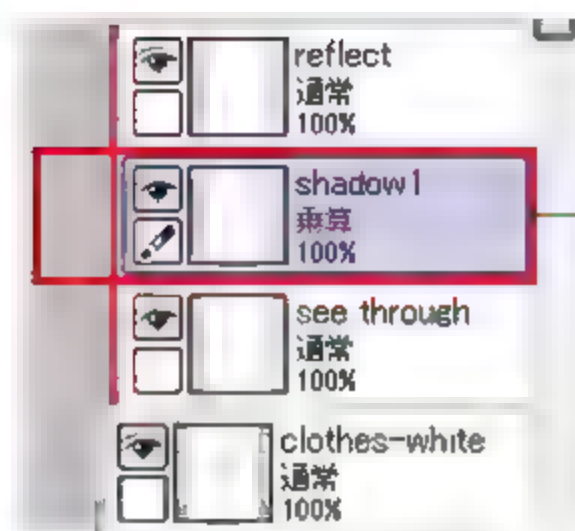 reflect
通常
100%
shadow1
乗算
100%
see through
通常
100%
clothes-white
通常
100%